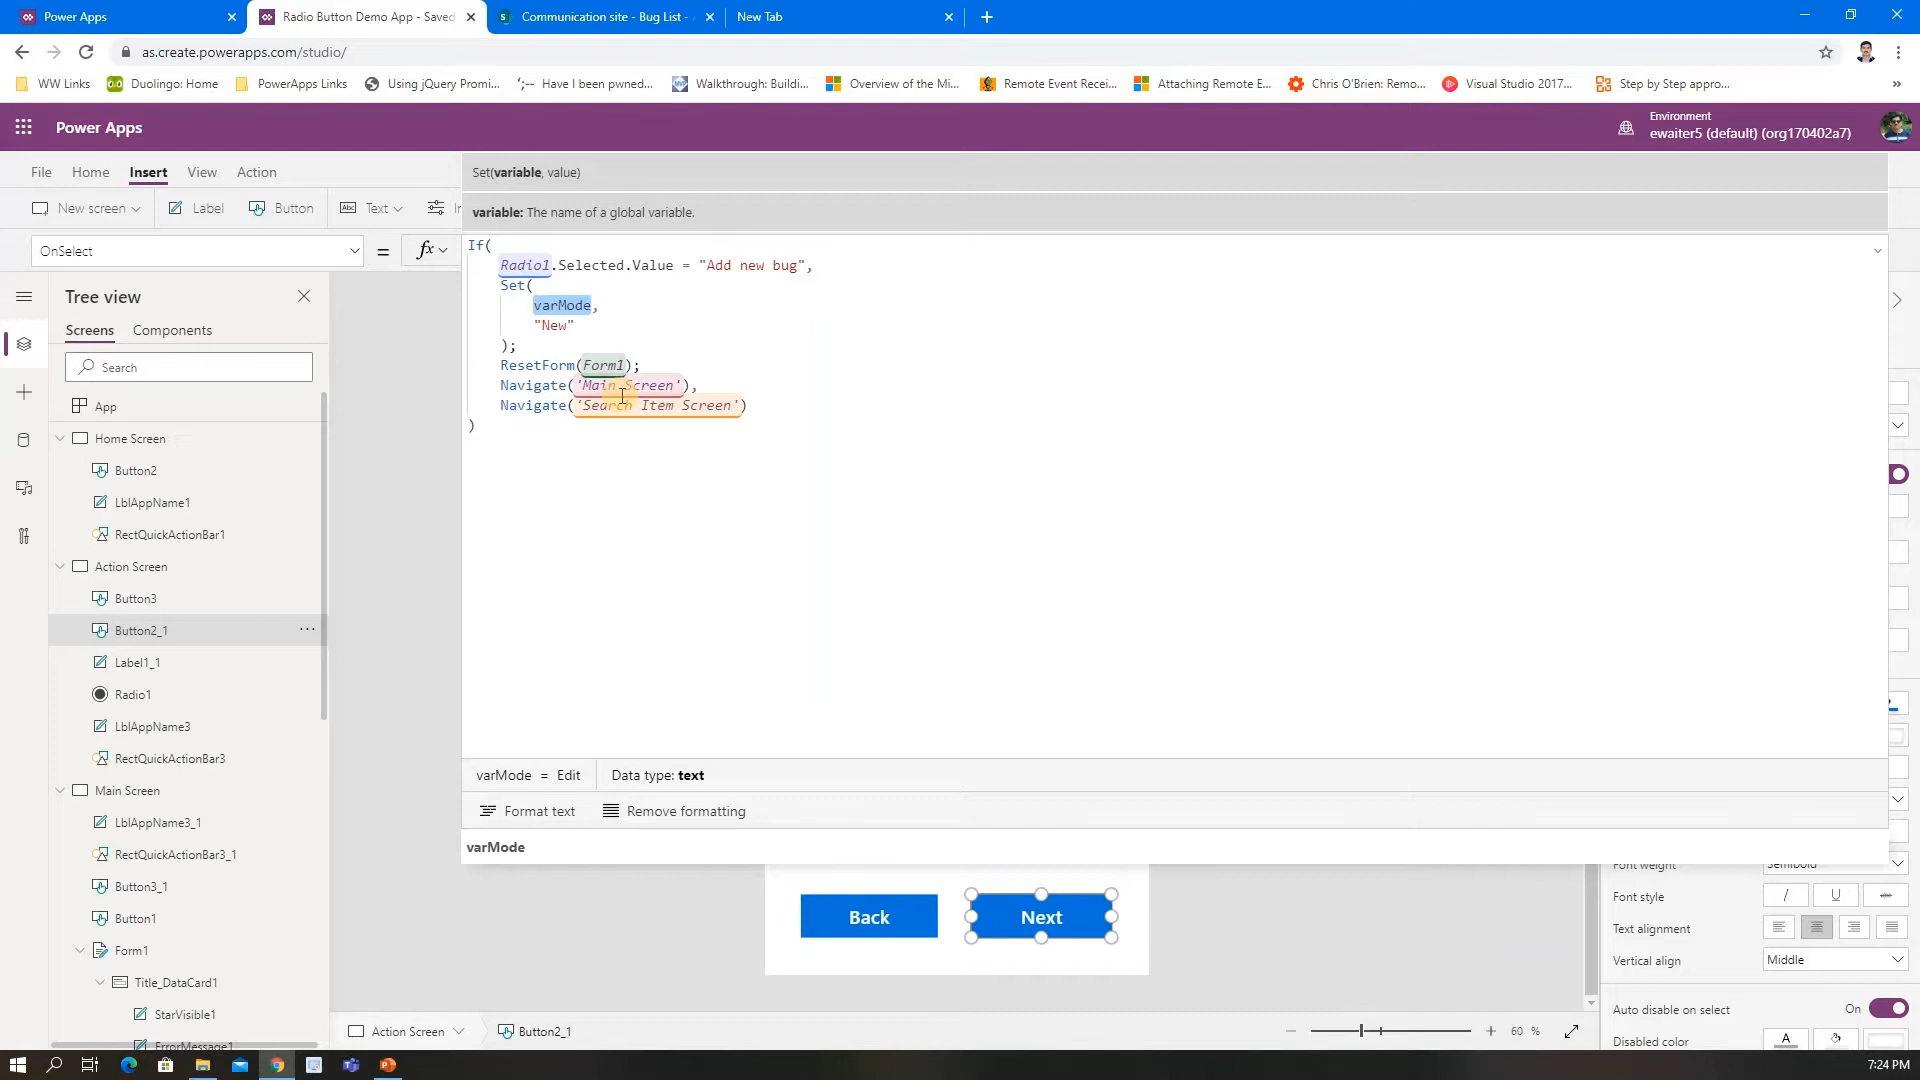 Power Apps
Radio Button Demo App - Saved
Communication site - Bug List -
New Tab
as.create.powerapps.com/studio/
WW Links
Duolingo: Home
PowerApps Links
Using jQuery Promi...
Have I been pwned...
Walkthrough: Buildi...
Overview of the Mi...
Remote Event Recei...
Attaching Remote E...
Chris O'Brien: Remo...
Visual Studio 2017...
Step by Step appro...
Power Apps
Environment
ewaiter5 (default) (org170402a7)
File
Home
Insert
View
Action
Set(variable, value)
New screen
Label
Button
Abc
Text
In
variable: The name of a global variable.
OnSelect
=
fx
If(
Radio1.Selected.Value = "Add new bug",
Set(
varMode,
"New"
);
ResetForm(Form1);
Navigate('Main Screen'),
Navigate('Search Item Screen')
)
Tree view
Screens
Components
Search
App
Home Screen
Button2
LblAppName1
RectQuickActionBar1
Action Screen
Button3
Button2_1
...
Label1_1
Radio1
LblAppName3
RectQuickActionBar3
Main Screen
LblAppName3_1
RectQuickActionBar3_1
Button3_1
Button1
Form1
Title_DataCard1
StarVisible1
ErrorMessage1
varMode = Edit
Data type: text
Format text
Remove formatting
varMode
Back
Next
Font weight
Semibold
Font style
/
U
Text alignment
Vertical align
Middle
Auto disable on select
On
Disabled color
A
Action Screen
Button2_1
60 %
7:24 PM